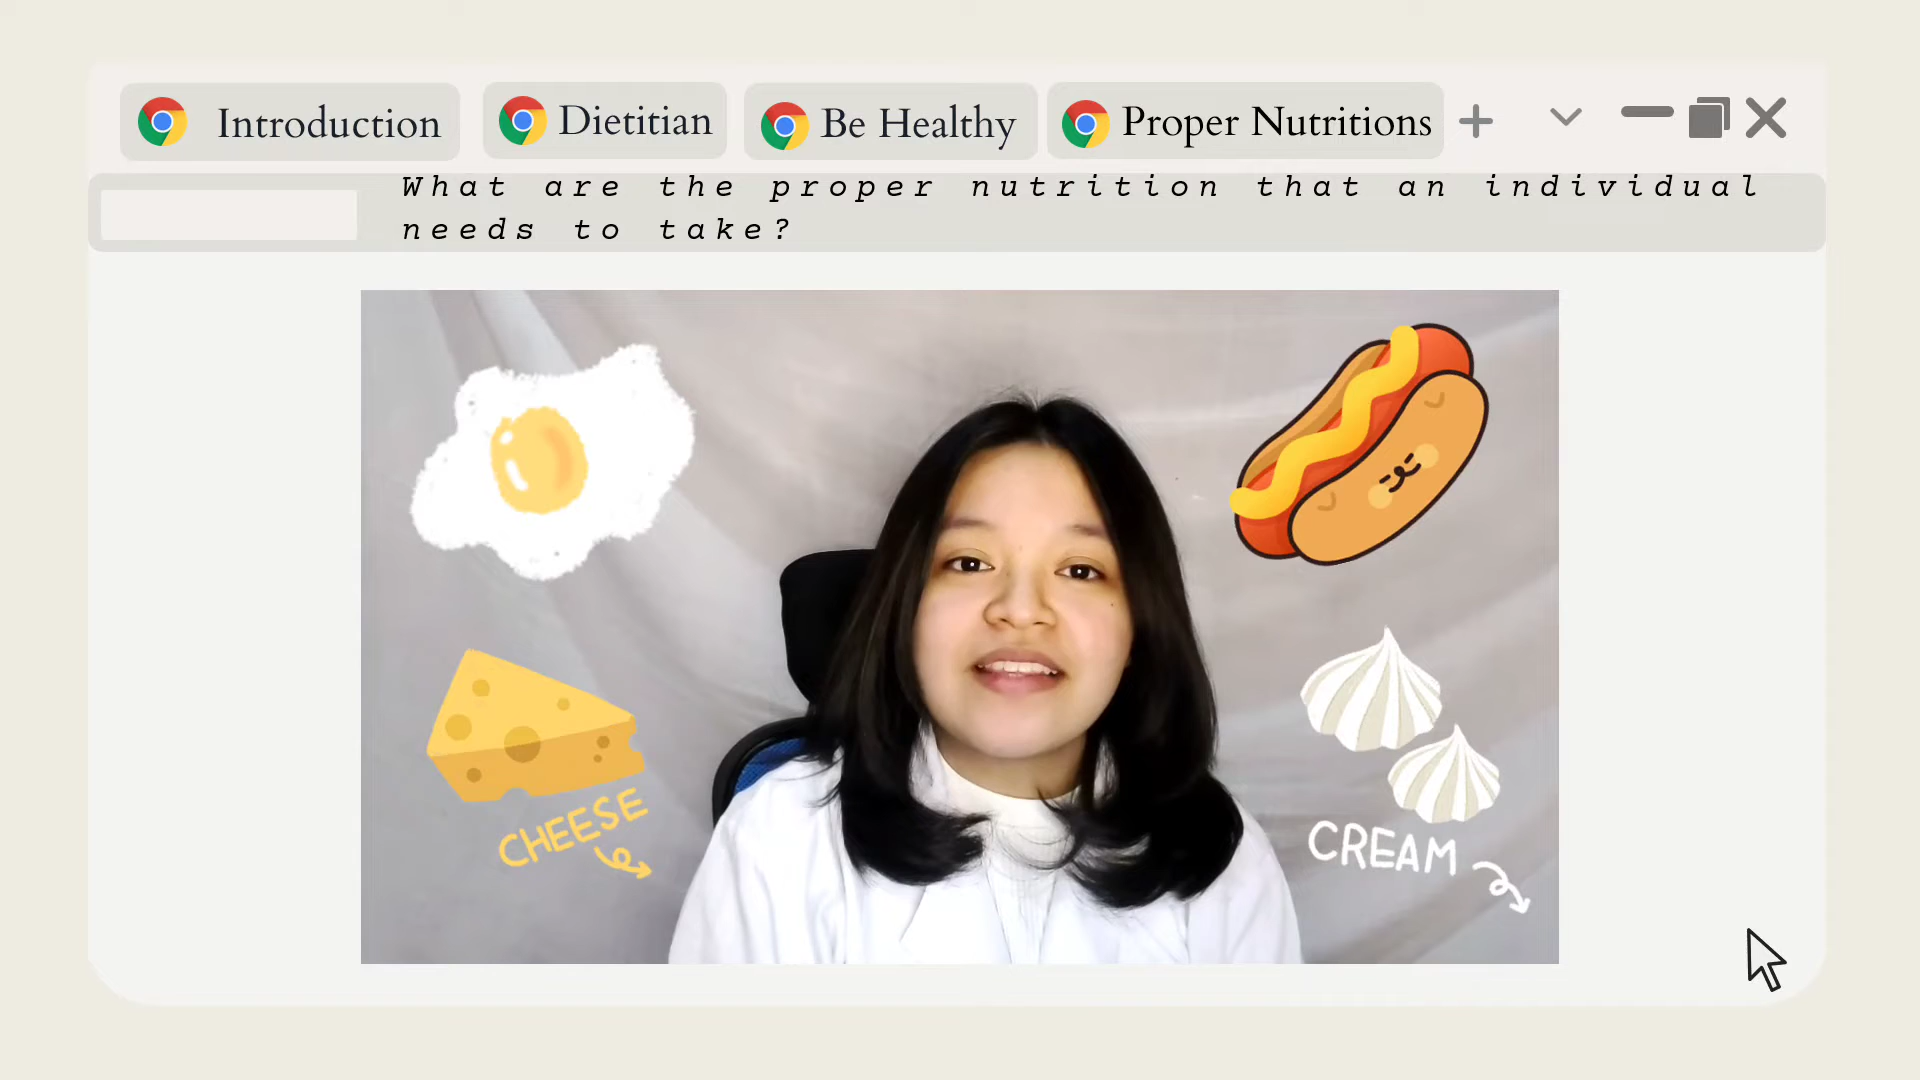 Introduction
Dietitian
Be Healthy
Proper Nutritions
What are the proper nutrition that an individual
needs to take?
CHEESE
CREAM